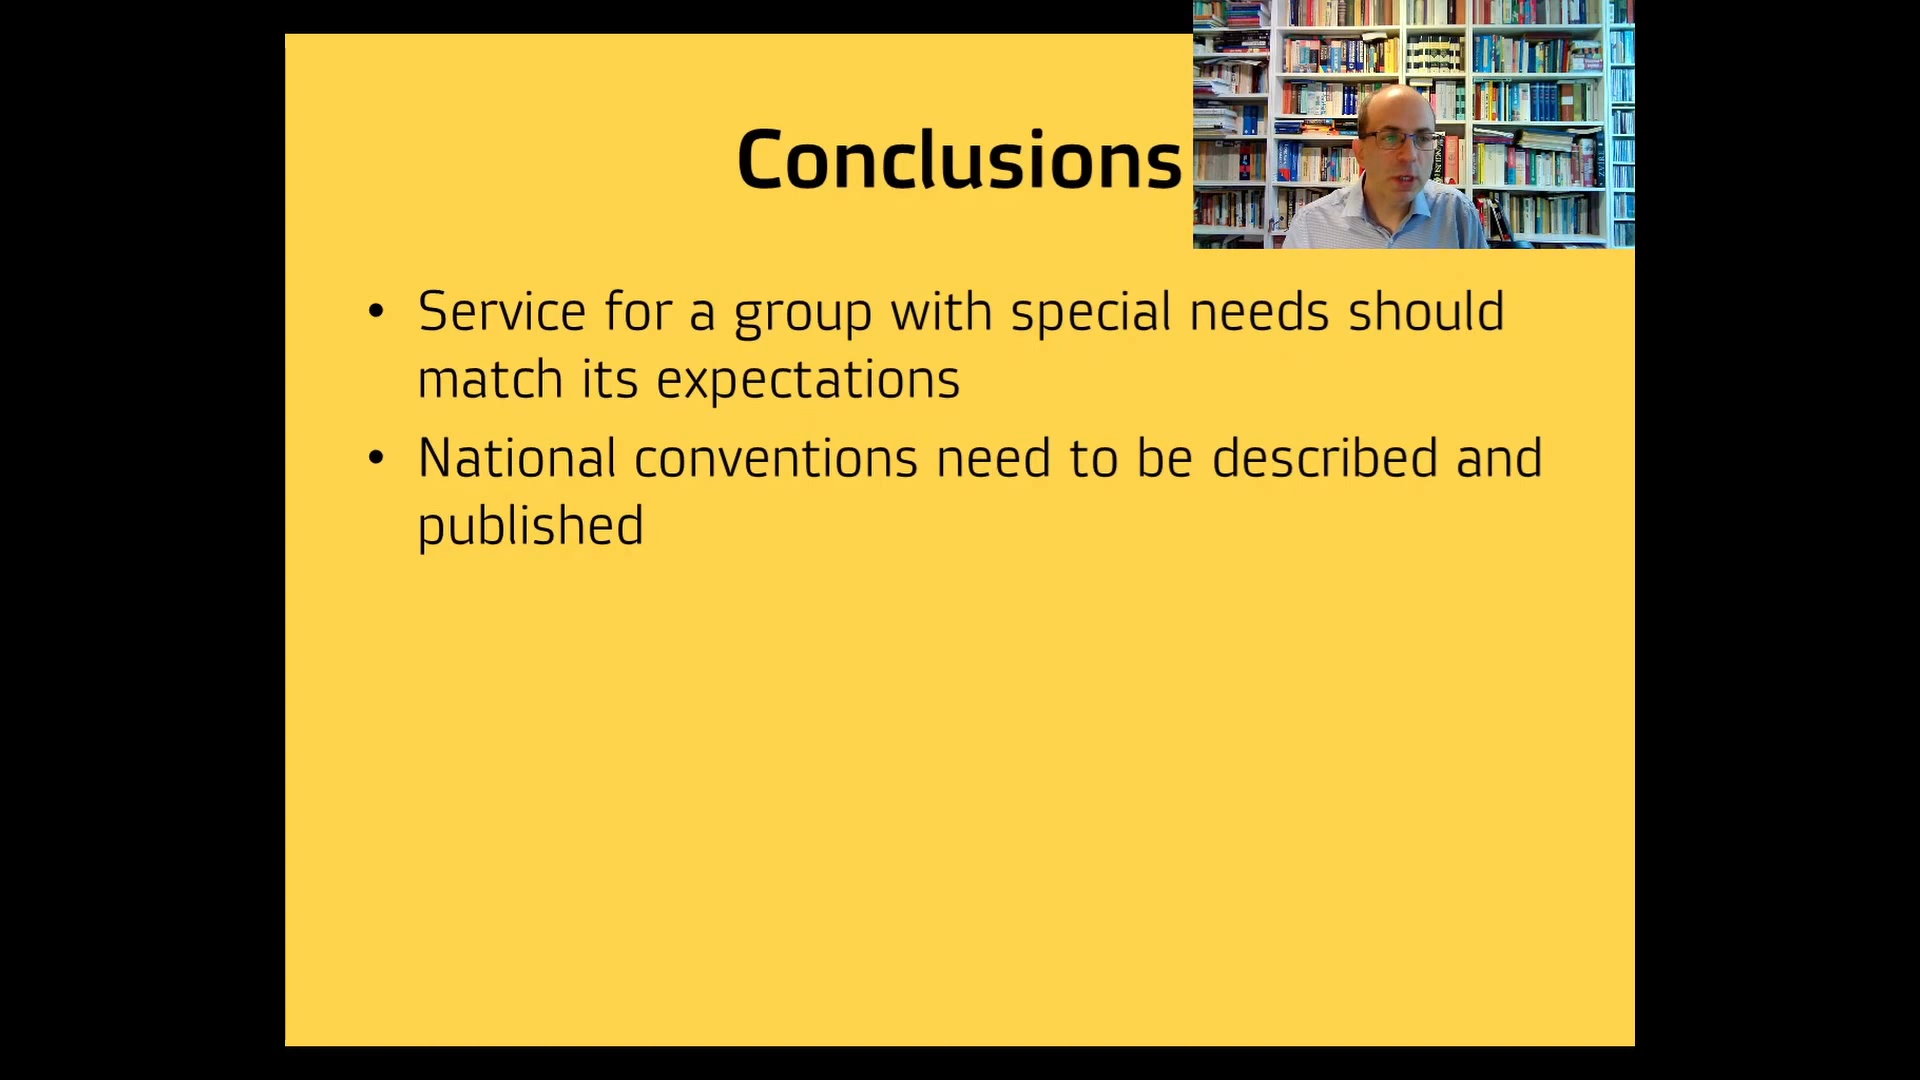 Conclusions
• Service for a group with special needs should
match its expectations
• National conventions need to be described and
published